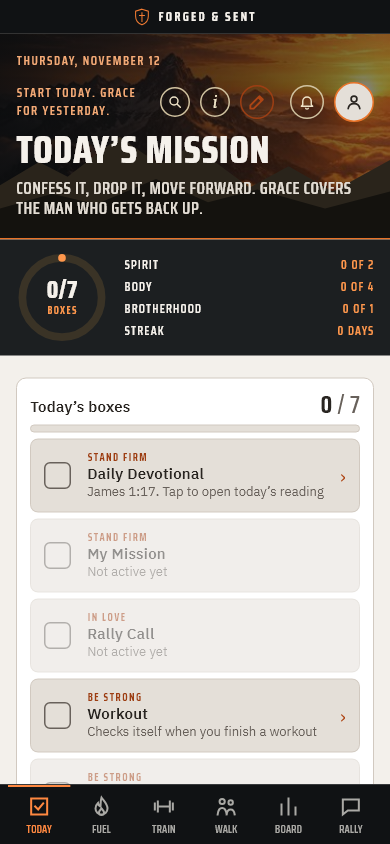 FORGED & SENT
THURSDAY, NOVEMBER 12
START TODAY. GRACE
FOR YESTERDAY.
i
TODAY’S MISSION
CONFESS IT, DROP IT, MOVE FORWARD. GRACE COVERS
THE MAN WHO GETS BACK UP.
0/7
BOXES
SPIRIT 0 OF 2
BODY 0 OF 4
BROTHERHOOD 0 OF 1
STREAK 0 DAYS
Today’s boxes 0 / 7
STAND FIRM
Daily Devotional
James 1:17. Tap to open today’s reading
STAND FIRM
My Mission
Not active yet
IN LOVE
Rally Call
Not active yet
BE STRONG
Workout
Checks itself when you finish a workout
BE STRONG
TODAY FUEL TRAIN WALK BOARD RALLY